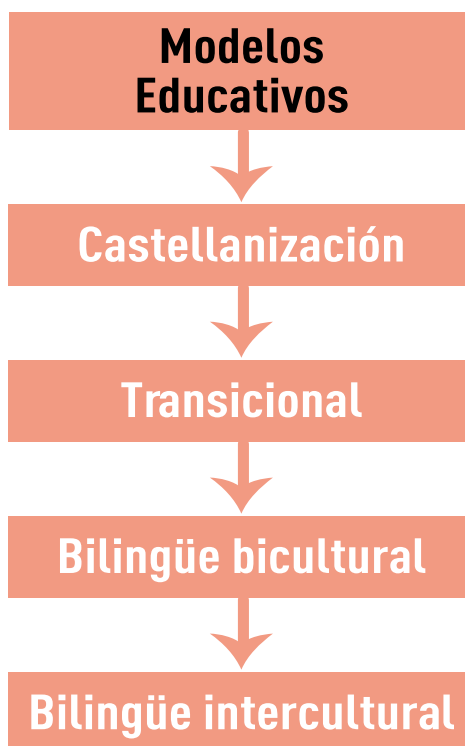 Modelos
Educativos
Castellanización
Transicional
Bilingüe bicultural
Bilingüe intercultural